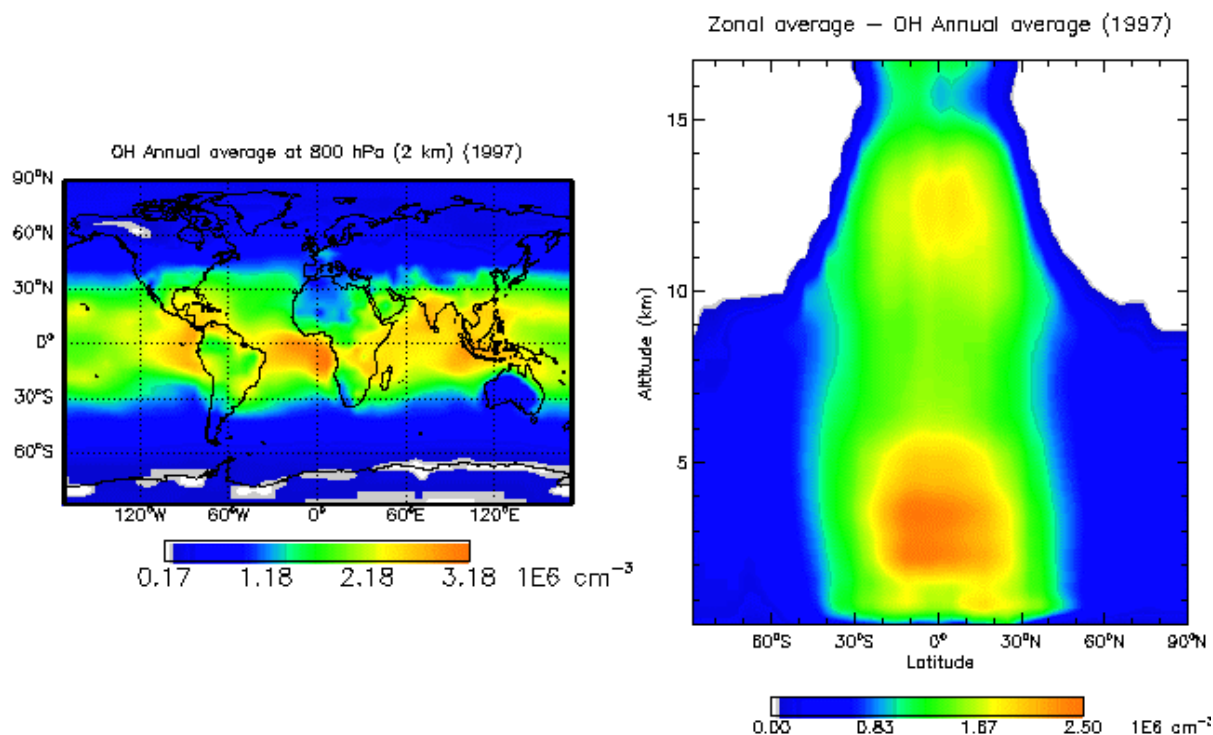 OH Annual average at 800 hPa (2 km) (1997)
90°N
60°N
30°N
0°
30°S
60°S
120°W 60°W 0° 60°E 120°E
0.17 1.18 2.18 3.18 1E6 cm⁻³
Zonal average – OH Annual average (1997)
15
10
5
Altitude (km)
60°S 30°S 0° 30°N 60°N 90°N
Latitude
0.00 0.83 1.67 2.50 1E6 cm⁻³